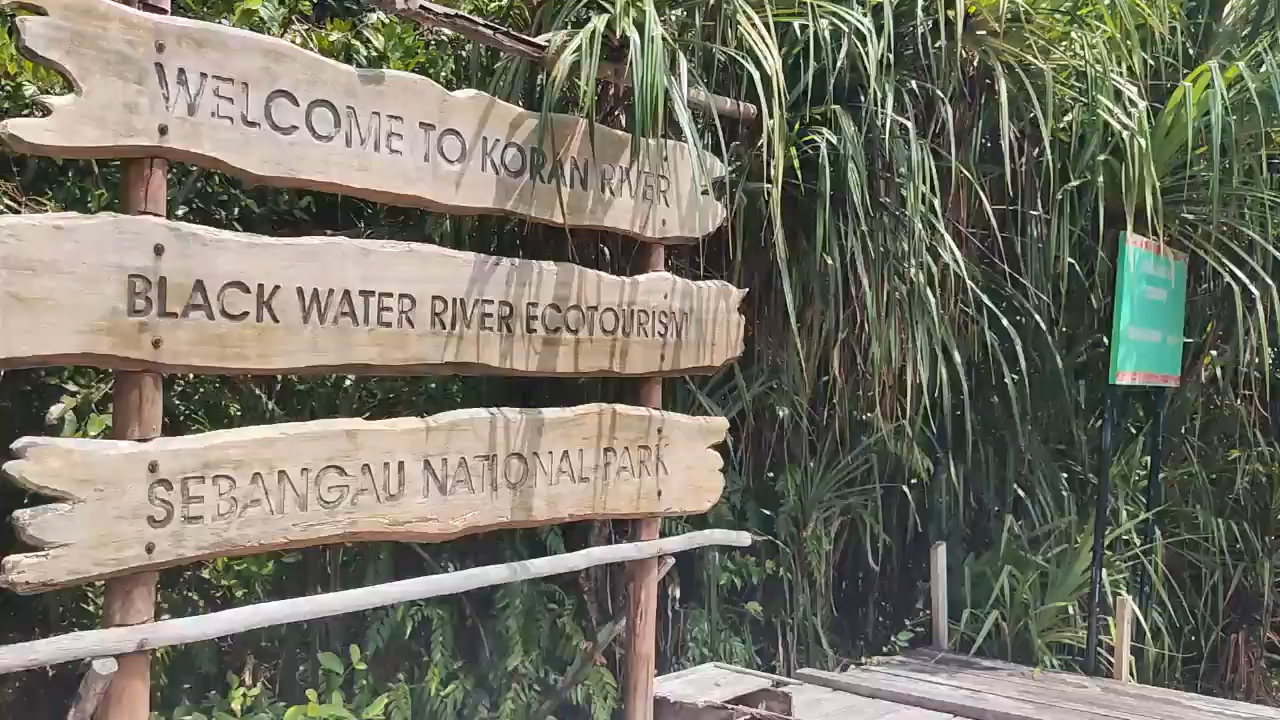 WELCOME TO KORAN RIVER
BLACK WATER RIVER ECOTOURISM
SEBANGAU NATIONAL PARK